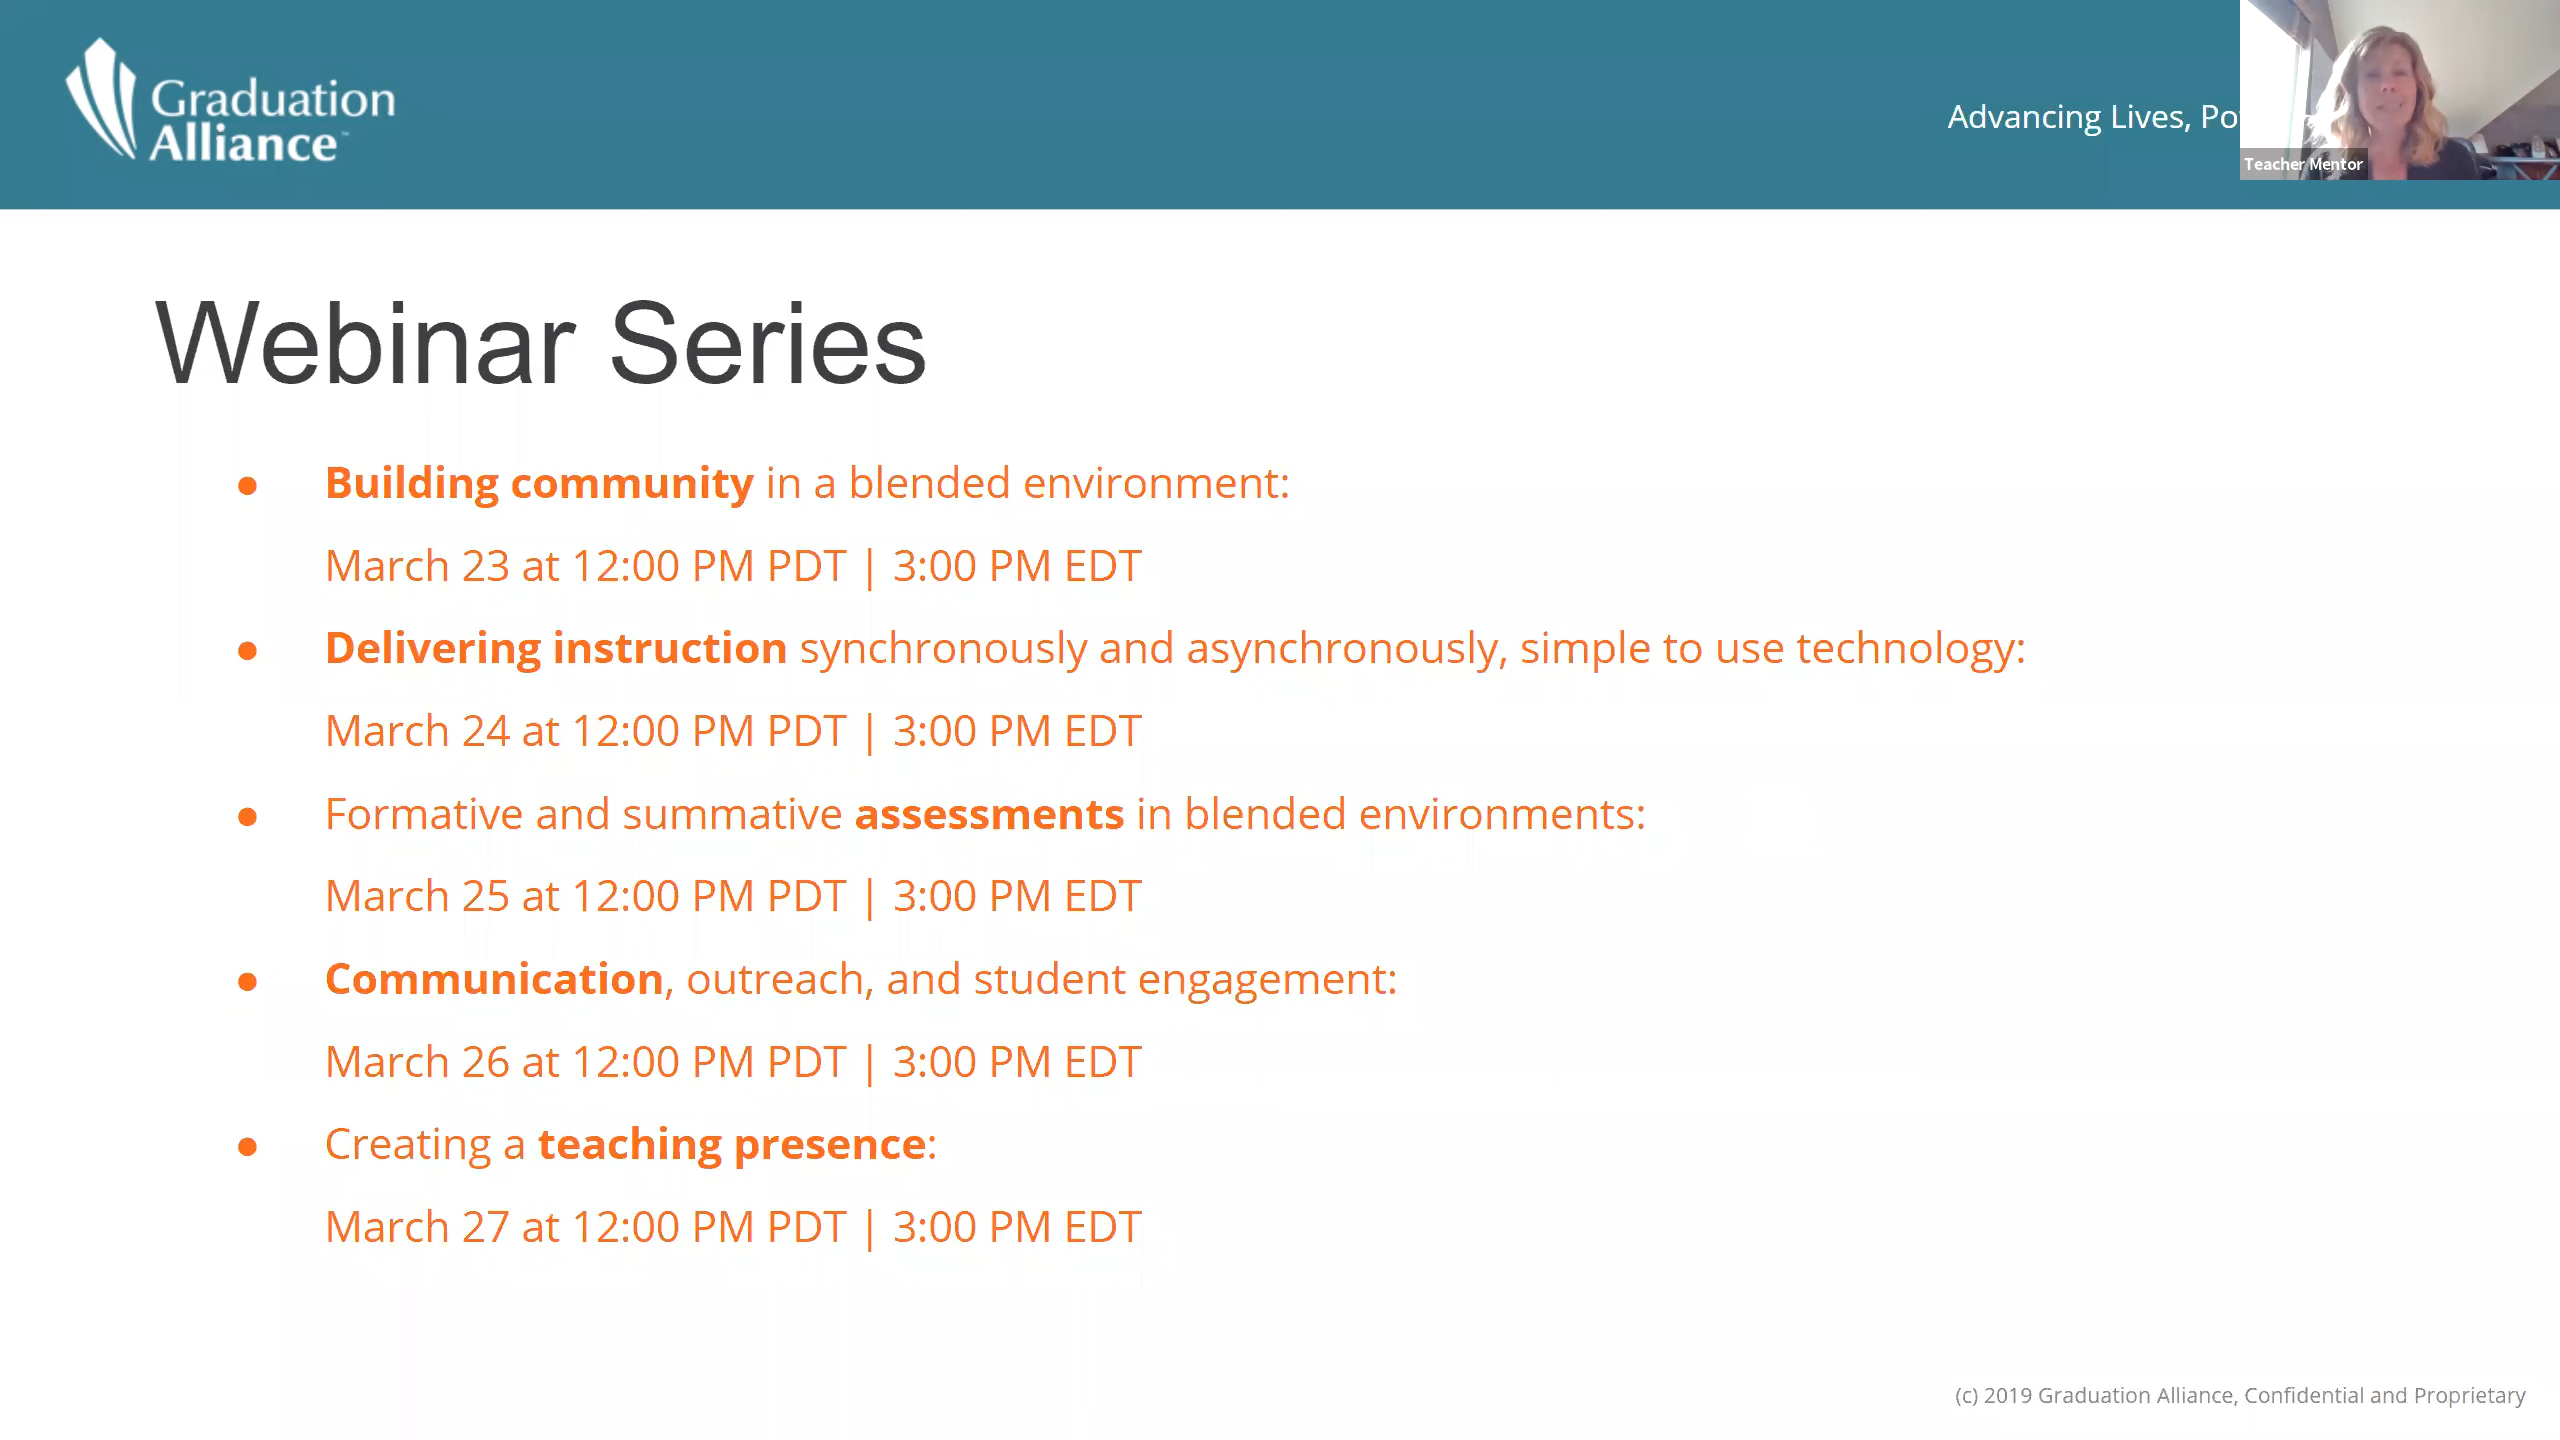 Graduation
Alliance™
Advancing Lives,
Teacher Mentor
Webinar Series
● Building community in a blended environment:
March 23 at 12:00 PM PDT | 3:00 PM EDT
● Delivering instruction synchronously and asynchronously, simple to use technology:
March 24 at 12:00 PM PDT | 3:00 PM EDT
● Formative and summative assessments in blended environments:
March 25 at 12:00 PM PDT | 3:00 PM EDT
● Communication, outreach, and student engagement:
March 26 at 12:00 PM PDT | 3:00 PM EDT
● Creating a teaching presence:
March 27 at 12:00 PM PDT | 3:00 PM EDT
(c) 2019 Graduation Alliance, Confidential and Proprietary